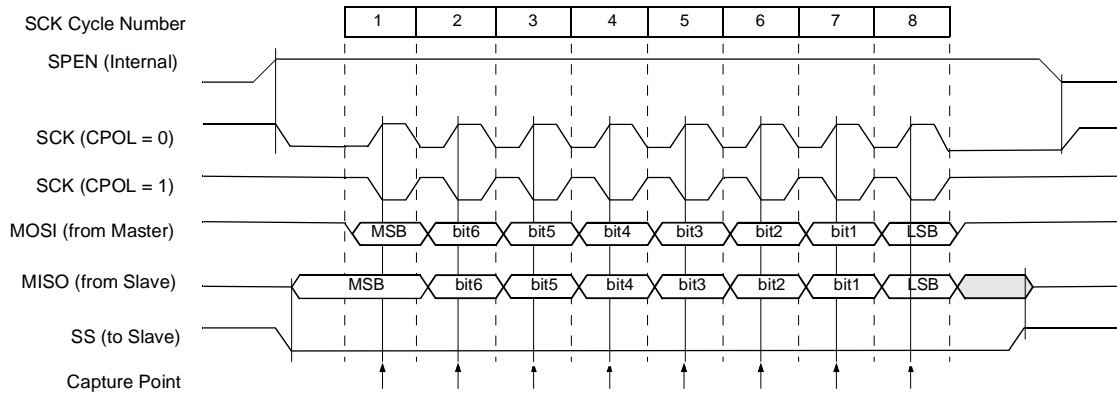 SCK Cycle Number 1 2 3 4 5 6 7 8
SPEN (Internal)
SCK (CPOL = 0)
SCK (CPOL = 1)
MOSI (from Master) MSB bit6 bit5 bit4 bit3 bit2 bit1 LSB
MISO (from Slave) MSB bit6 bit5 bit4 bit3 bit2 bit1 LSB
SS (to Slave)
Capture Point